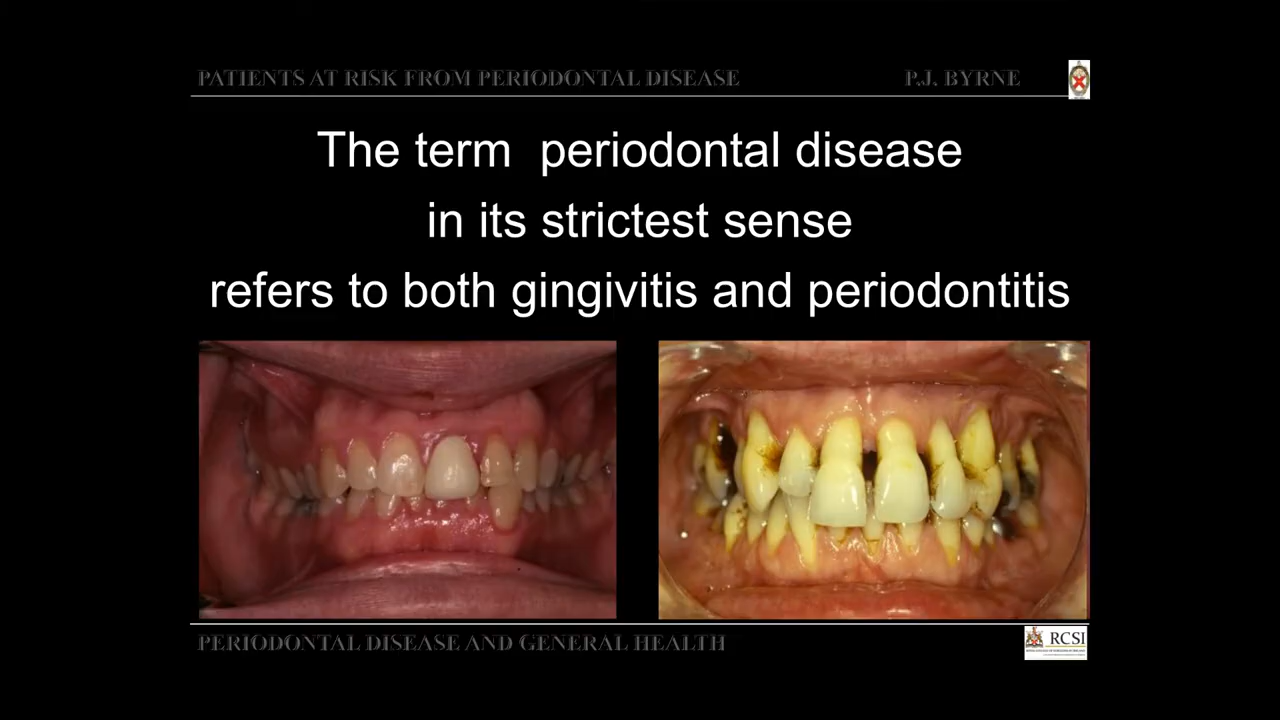 PATIENTS AT RISK FROM PERIODONTAL DISEASE P.J. BYRNE
The term periodontal disease
in its strictest sense
refers to both gingivitis and periodontitis
PERIODONTAL DISEASE AND GENERAL HEALTH
RCSI